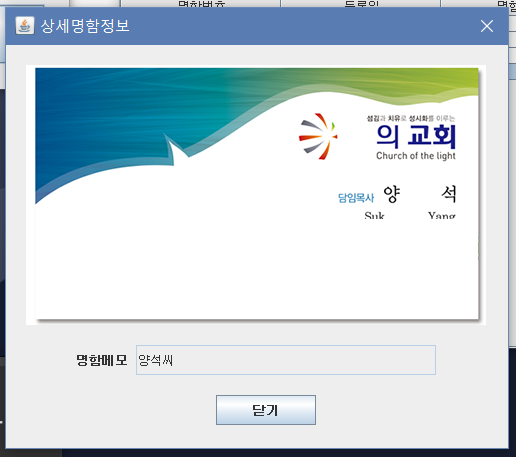 명함번호 등록일 명함
상세명함정보
섬김과 치유로 성시화를 이루는
의 교회
Church of the light
담임목사 양 석
Suk Yang
명함메모 양석씨
닫기